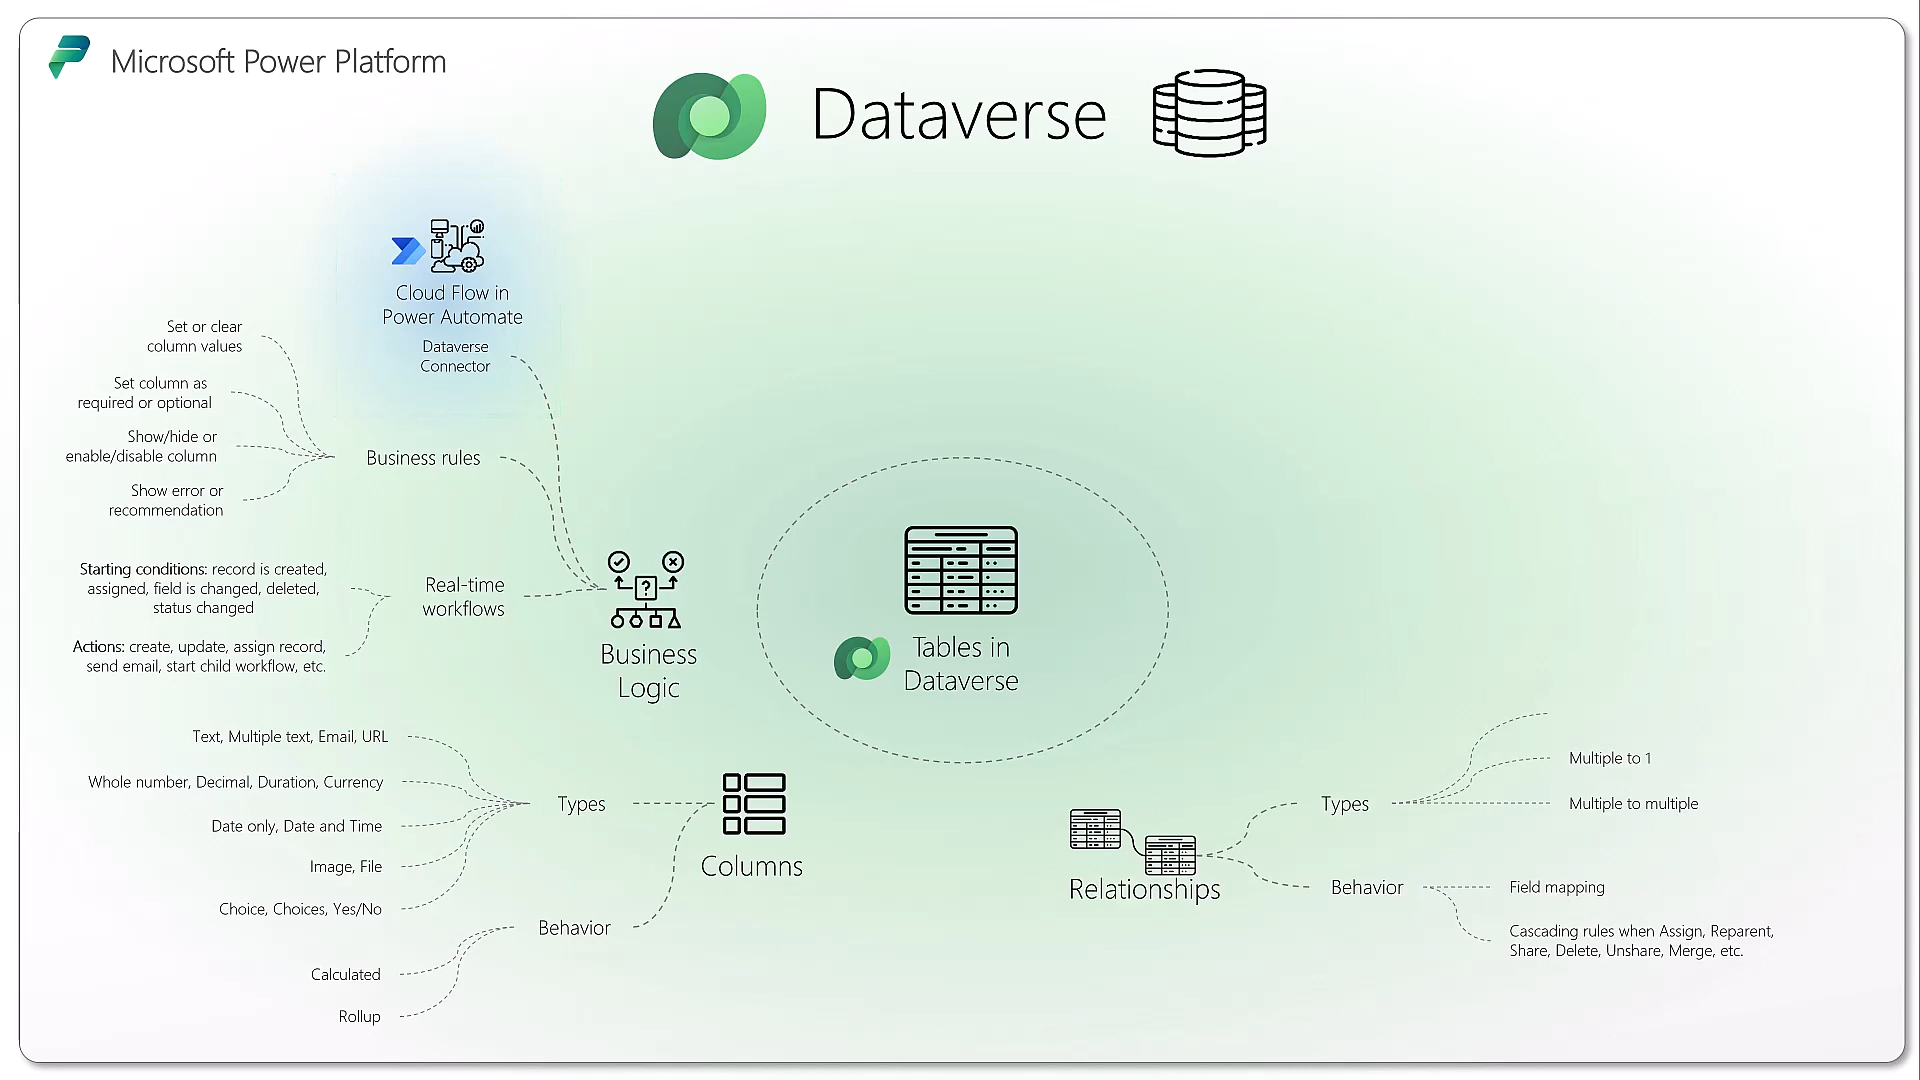 Microsoft Power Platform
Dataverse
Cloud Flow in
Power Automate
Dataverse
Connector
Set or clear
column values
Set column as
required or optional
Show/hide or
enable/disable column
Show error or
recommendation
Business rules
Starting conditions: record is created,
assigned, field is changed, deleted,
status changed
Actions: create, update, assign record,
send email, start child workflow, etc.
Real-time
workflows
?
Business
Logic
Tables in
Dataverse
Text, Multiple text, Email, URL
Whole number, Decimal, Duration, Currency
Date only, Date and Time
Image, File
Choice, Choices, Yes/No
Types
Columns
Behavior
Calculated
Rollup
Relationships
Types
Multiple to 1
Multiple to multiple
Behavior
Field mapping
Cascading rules when Assign, Reparent,
Share, Delete, Unshare, Merge, etc.